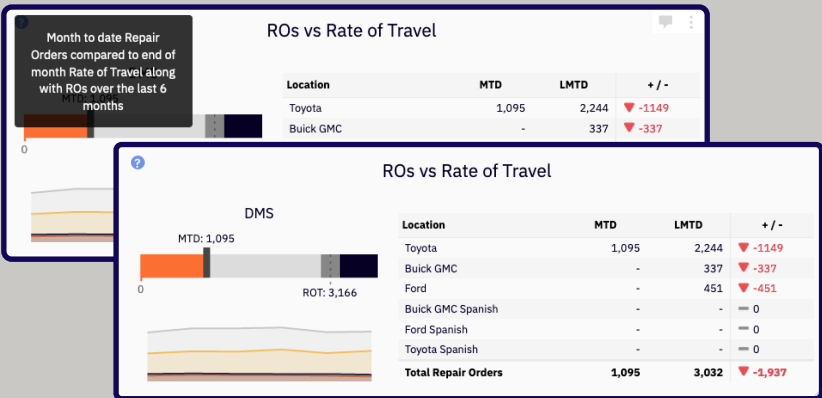 ?
Month to date Repair
Orders compared to end of
month Rate of Travel along
with ROs over the last 6
months
MTD: 1,095
0
ROs vs Rate of Travel
Location MTD LMTD + / -
Toyota 1,095 2,244 ▼ -1149
Buick GMC - 337 ▼ -337
?
ROs vs Rate of Travel
DMS
MTD: 1,095
0
ROT: 3,166
Location MTD LMTD + / -
Toyota 1,095 2,244 ▼ -1149
Buick GMC - 337 ▼ -337
Ford - 451 ▼ -451
Buick GMC Spanish - - 0
Ford Spanish - - 0
Toyota Spanish - - 0
Total Repair Orders 1,095 3,032 ▼ -1,937